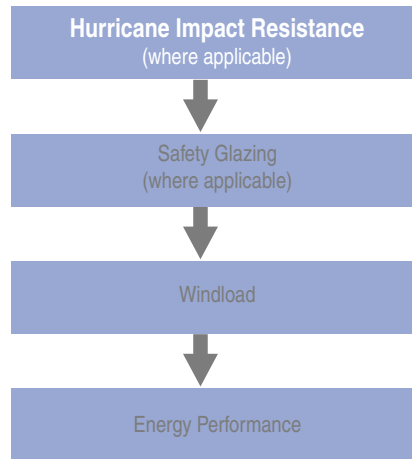 Hurricane Impact Resistance
(where applicable)
Safety Glazing
(where applicable)
Windload
Energy Performance